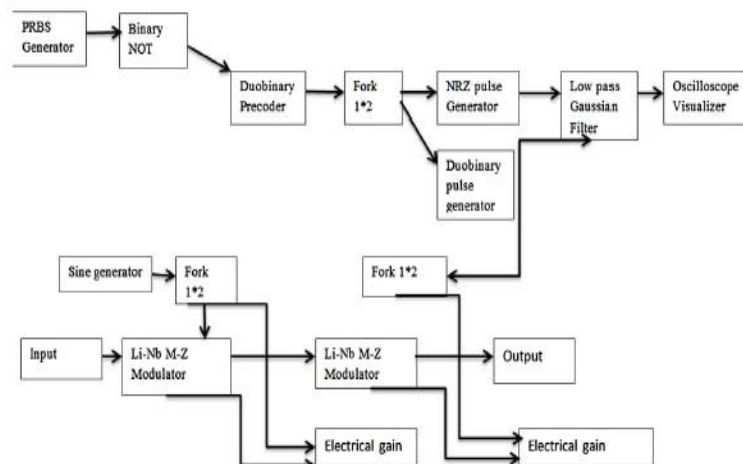 PRBS
Generator
Binary
NOT
Duobinary
Precoder
Fork
1*2
NRZ pulse
Generator
Low pass
Gaussian
Filter
Oscilloscope
Visualizer
Duobinary
pulse
generator
Sine generator
Fork
1*2
Fork 1*2
Input
Li-Nb M-Z
Modulator
Li-Nb M-Z
Modulator
Output
Electrical gain
Electrical gain